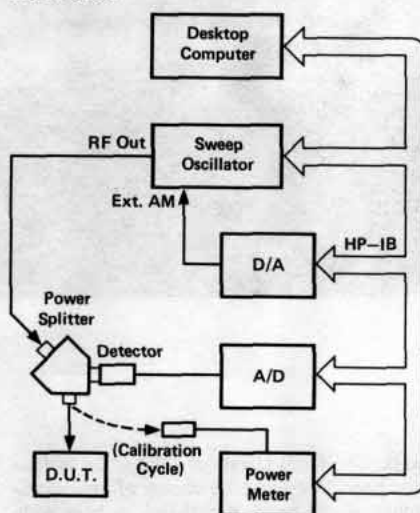 Desktop
Computer
RF Out
Sweep
Oscillator
Ext. AM
HP–IB
D/A
Power
Splitter
Detector
A/D
(Calibration
Cycle)
D.U.T.
Power
Meter